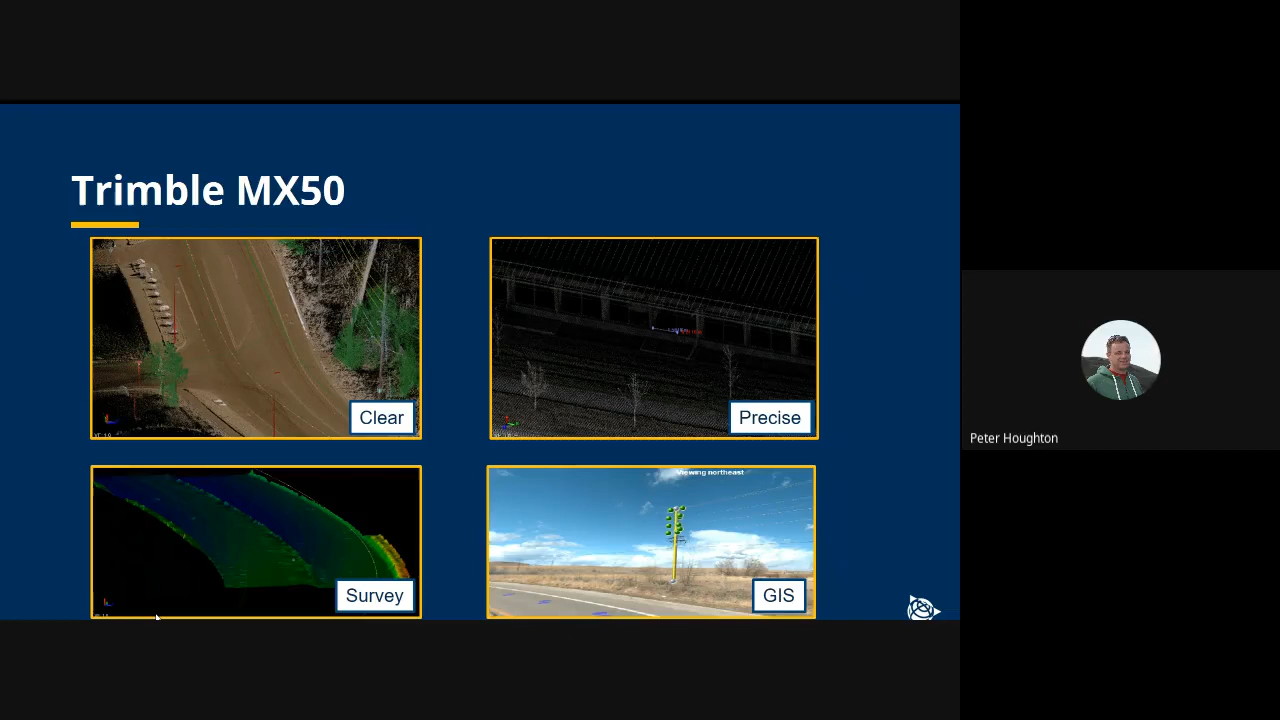 Trimble MX50
Clear
Precise
Survey
Viewing northeast
GIS
Peter Houghton